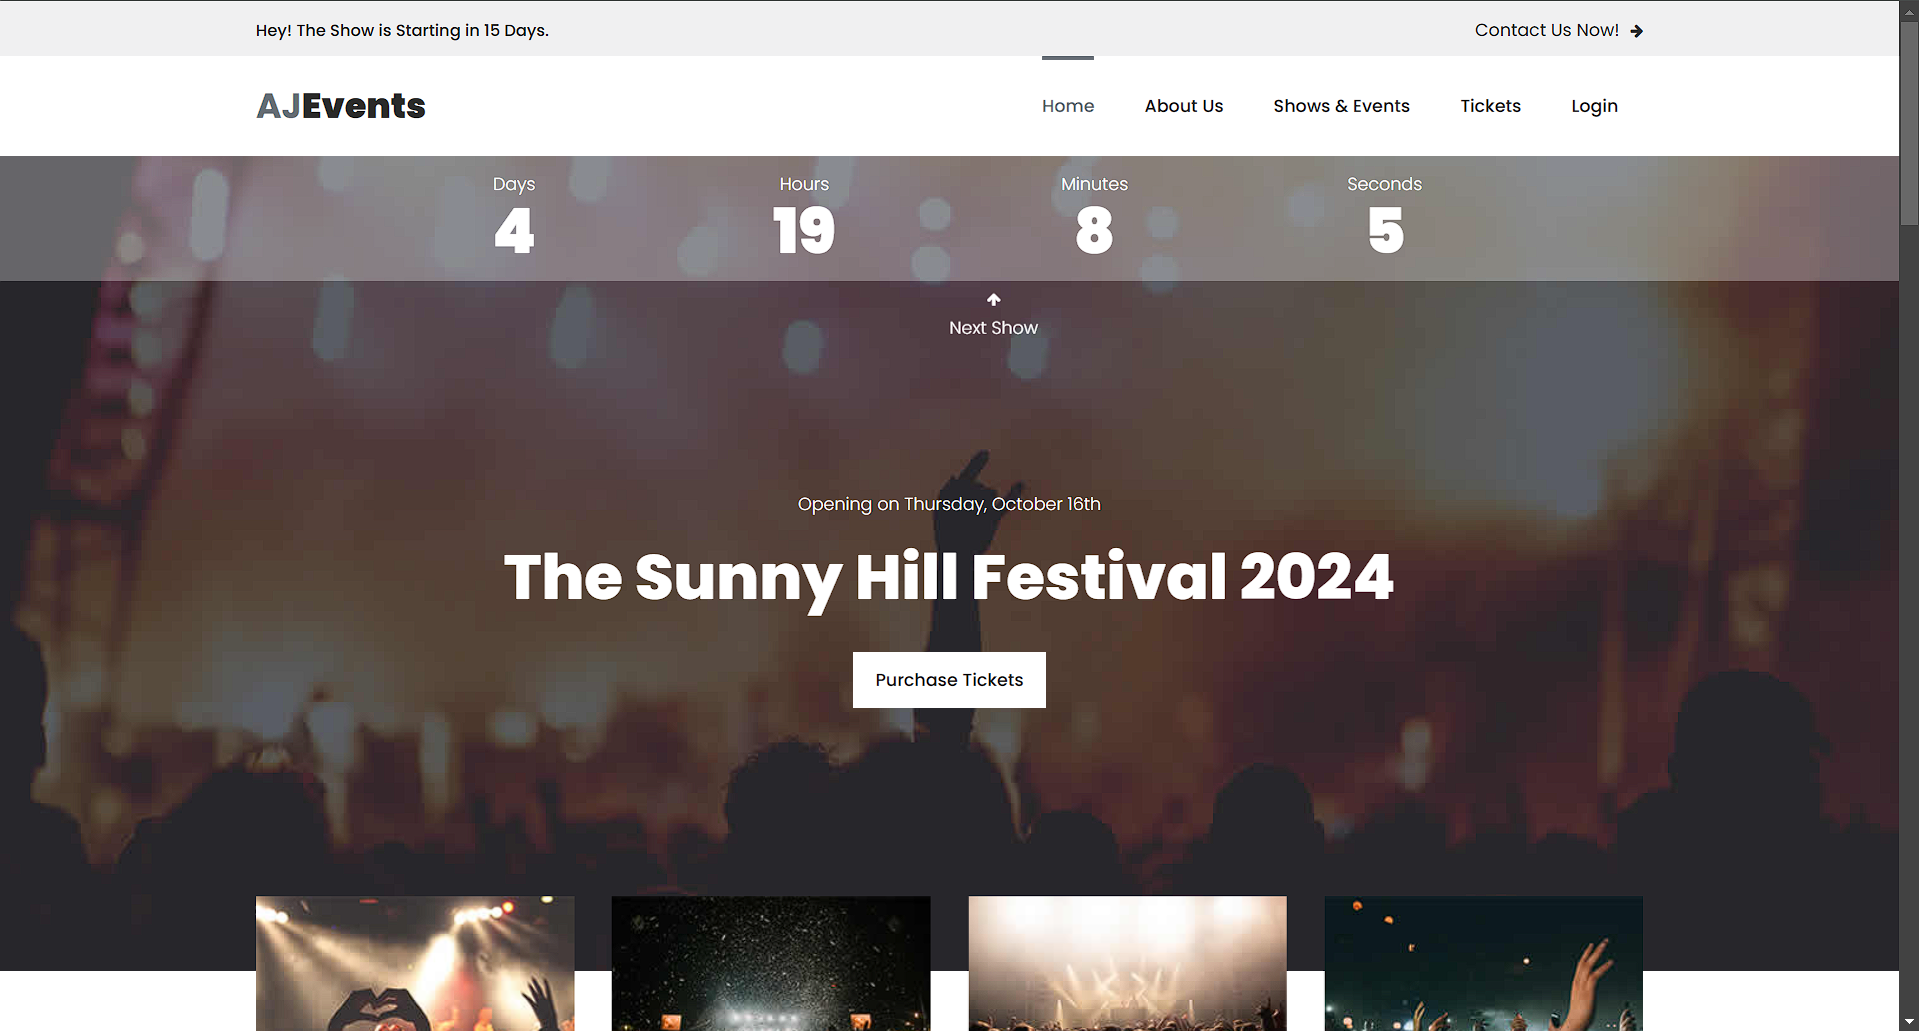 Hey! The Show is Starting in 15 Days.
Contact Us Now!
AJEvents
Home About Us Shows & Events Tickets Login
Days Hours Minutes Seconds
4 19 8 5
Next Show
Opening on Thursday, October 16th
The Sunny Hill Festival 2024
Purchase Tickets